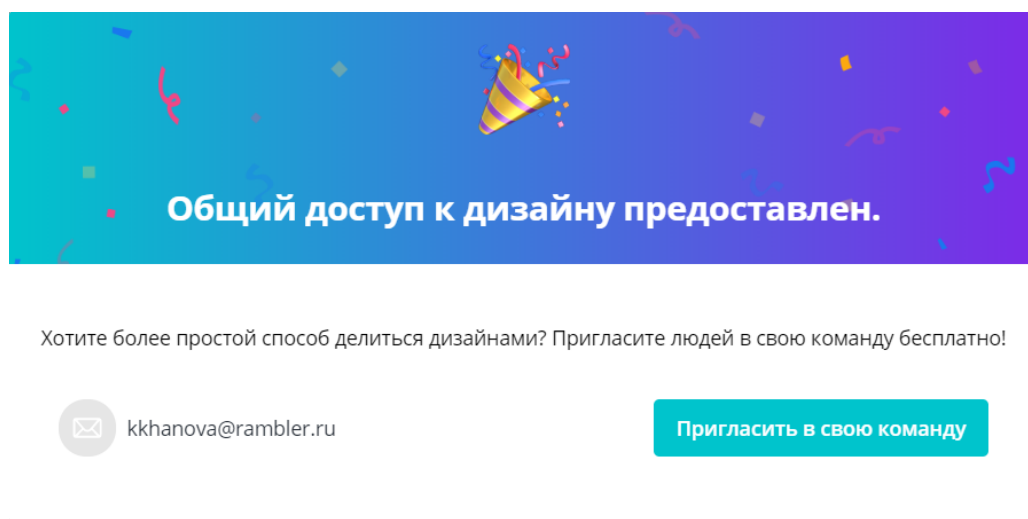 Общий доступ к дизайну предоставлен.
Хотите более простой способ делиться дизайнами? Пригласите людей в свою команду бесплатно!
kkhanova@rambler.ru
Пригласить в свою команду